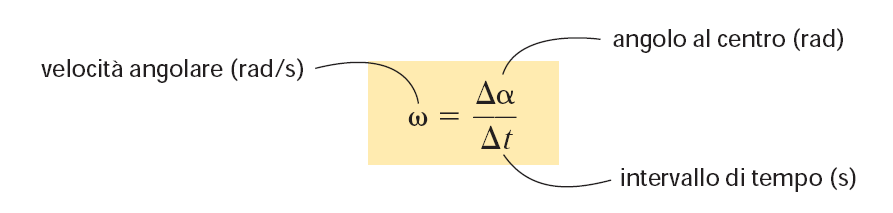 angolo al centro (rad)
velocità angolare (rad/s)
ω = Δα / Δt
intervallo di tempo (s)